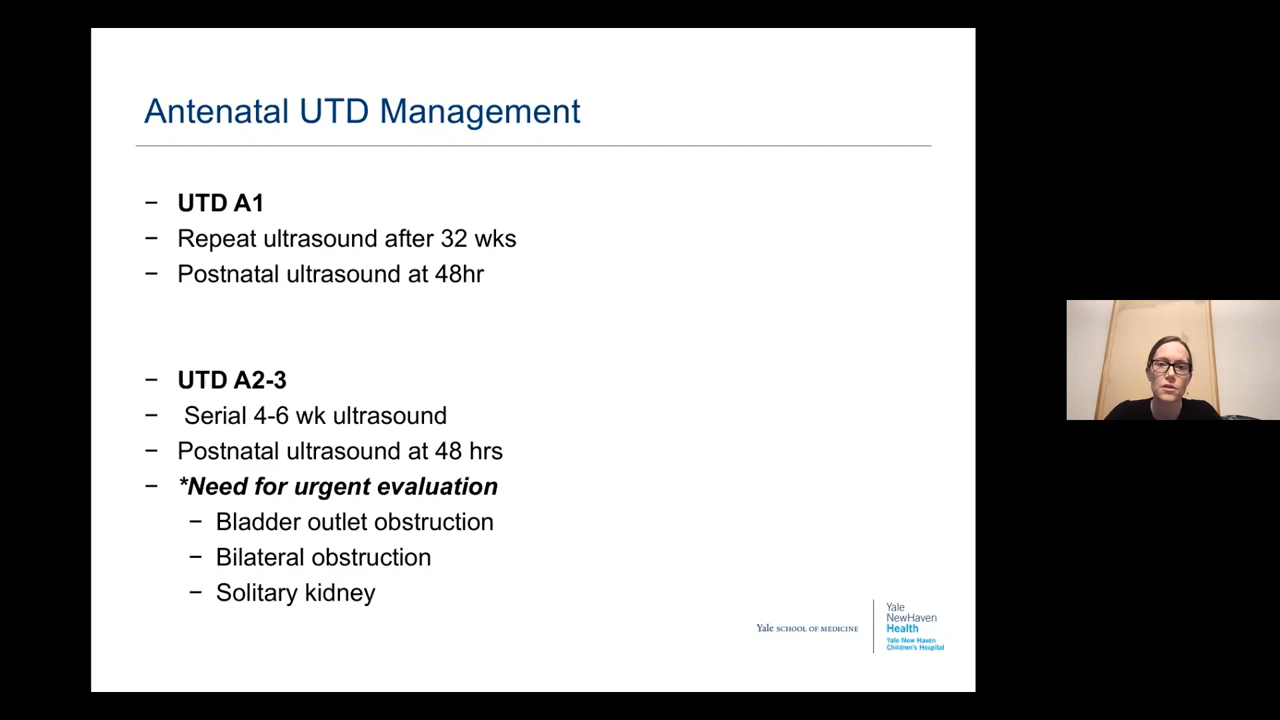 Antenatal UTD Management
− UTD A1
− Repeat ultrasound after 32 wks
− Postnatal ultrasound at 48hr
− UTD A2-3
− Serial 4-6 wk ultrasound
− Postnatal ultrasound at 48 hrs
− *Need for urgent evaluation
− Bladder outlet obstruction
− Bilateral obstruction
− Solitary kidney
Yale SCHOOL OF MEDICINE
Yale
NewHaven
Health
Yale New Haven
Children's Hospital